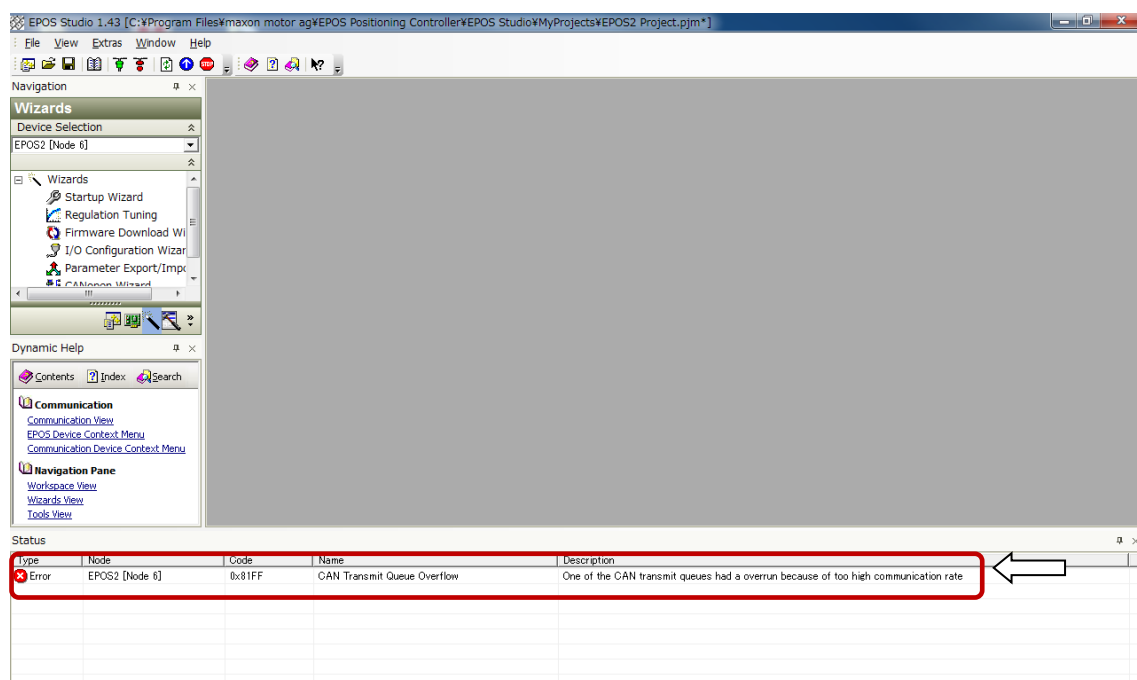 EPOS Studio 1.43 [C:¥Program Files¥maxon motor ag¥EPOS Positioning Controller¥EPOS Studio¥MyProjects¥EPOS2 Project.pjm*]
File View Extras Window Help
Navigation
Wizards
Device Selection
EPOS2 [Node 6]
Wizards
Startup Wizard
Regulation Tuning
Firmware Download Wi
I/O Configuration Wizar
Parameter Export/Impo
CANopen Wizard
Dynamic Help
Contents Index Search
Communication
Communication View
EPOS Device Context Menu
Communication Device Context Menu
Navigation Pane
Workspace View
Wizards View
Tools View
Status
Type Node Code Name Description
Error EPOS2 [Node 6] 0x81FF CAN Transmit Queue Overflow One of the CAN transmit queues had a overrun because of too high communication rate